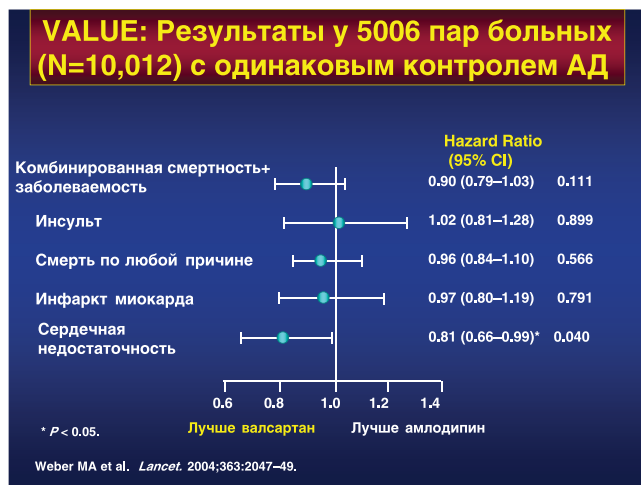 VALUE: Результаты у 5006 пар больных
(N=10,012) с одинаковым контролем АД
Hazard Ratio
(95% CI)
Комбинированная смертность+
заболеваемость
0.90 (0.79–1.03) 0.111
Инсульт 1.02 (0.81–1.28) 0.899
Смерть по любой причине 0.96 (0.84–1.10) 0.566
Инфаркт миокарда 0.97 (0.80–1.19) 0.791
Сердечная
недостаточность
0.81 (0.66–0.99)* 0.040
0.6 0.8 1.0 1.2 1.4
* P < 0.05. Лучше валсартан Лучше амлодипин
Weber MA et al. Lancet. 2004;363:2047–49.